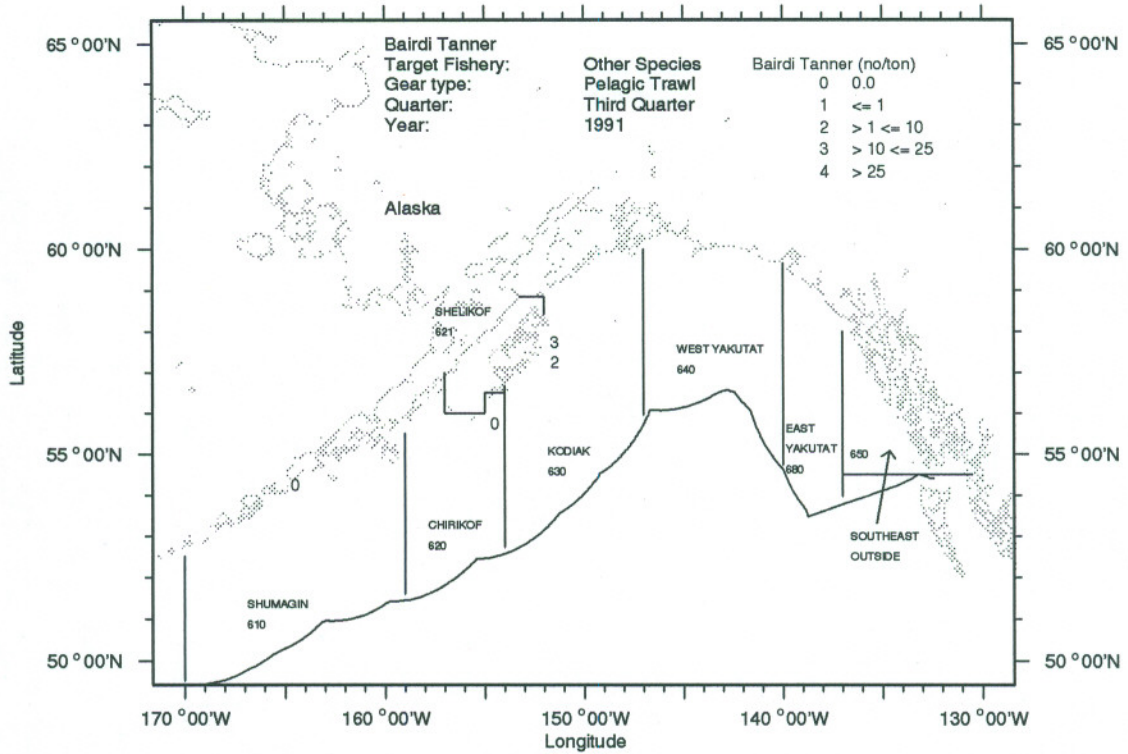 Bairdi Tanner
Target Fishery: Other Species
Gear type: Pelagic Trawl
Quarter: Third Quarter
Year: 1991
Bairdi Tanner (no/ton)
0 0.0
1 <= 1
2 > 1 <= 10
3 > 10 <= 25
4 > 25
65°00'N
65°00'N
Alaska
60°00'N
60°00'N
SHELIKOF
621
3
2
WEST YAKUTAT
640
0
EAST
YAKUTAT
680
650
KODIAK
630
55°00'N
55°00'N
0
CHIRIKOF
620
SOUTHEAST
OUTSIDE
SHUMAGIN
610
50°00'N
50°00'N
170°00'W
160°00'W
150°00'W
140°00'W
130°00'W
Longitude
Latitude